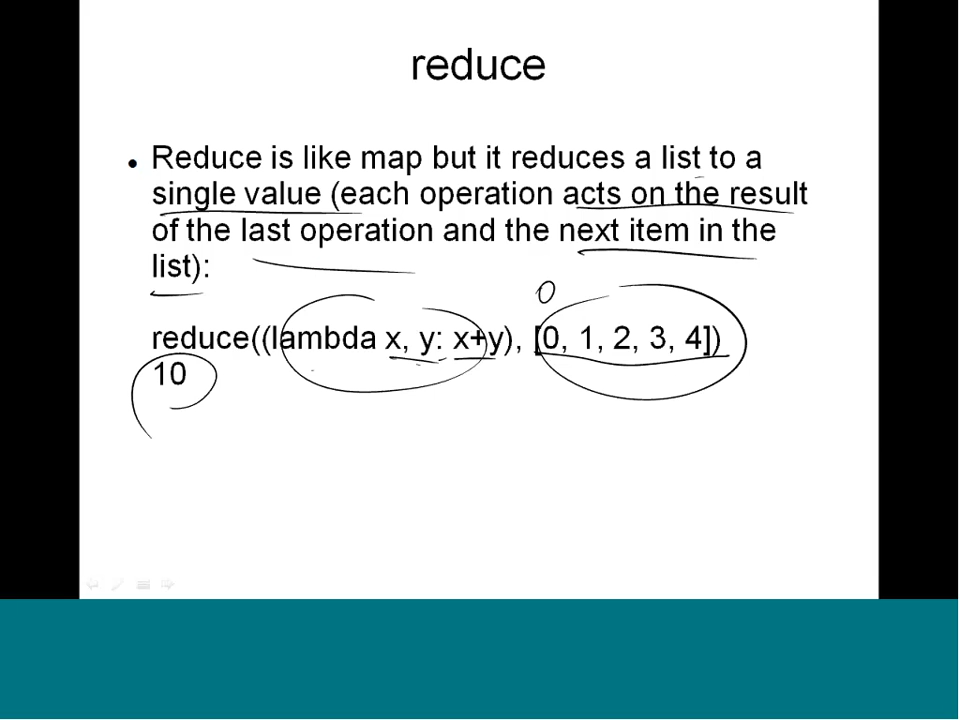 reduce
• Reduce is like map but it reduces a list to a
single value (each operation acts on the result
of the last operation and the next item in the
list):
0
reduce((lambda x, y: x+y), [0, 1, 2, 3, 4])
10